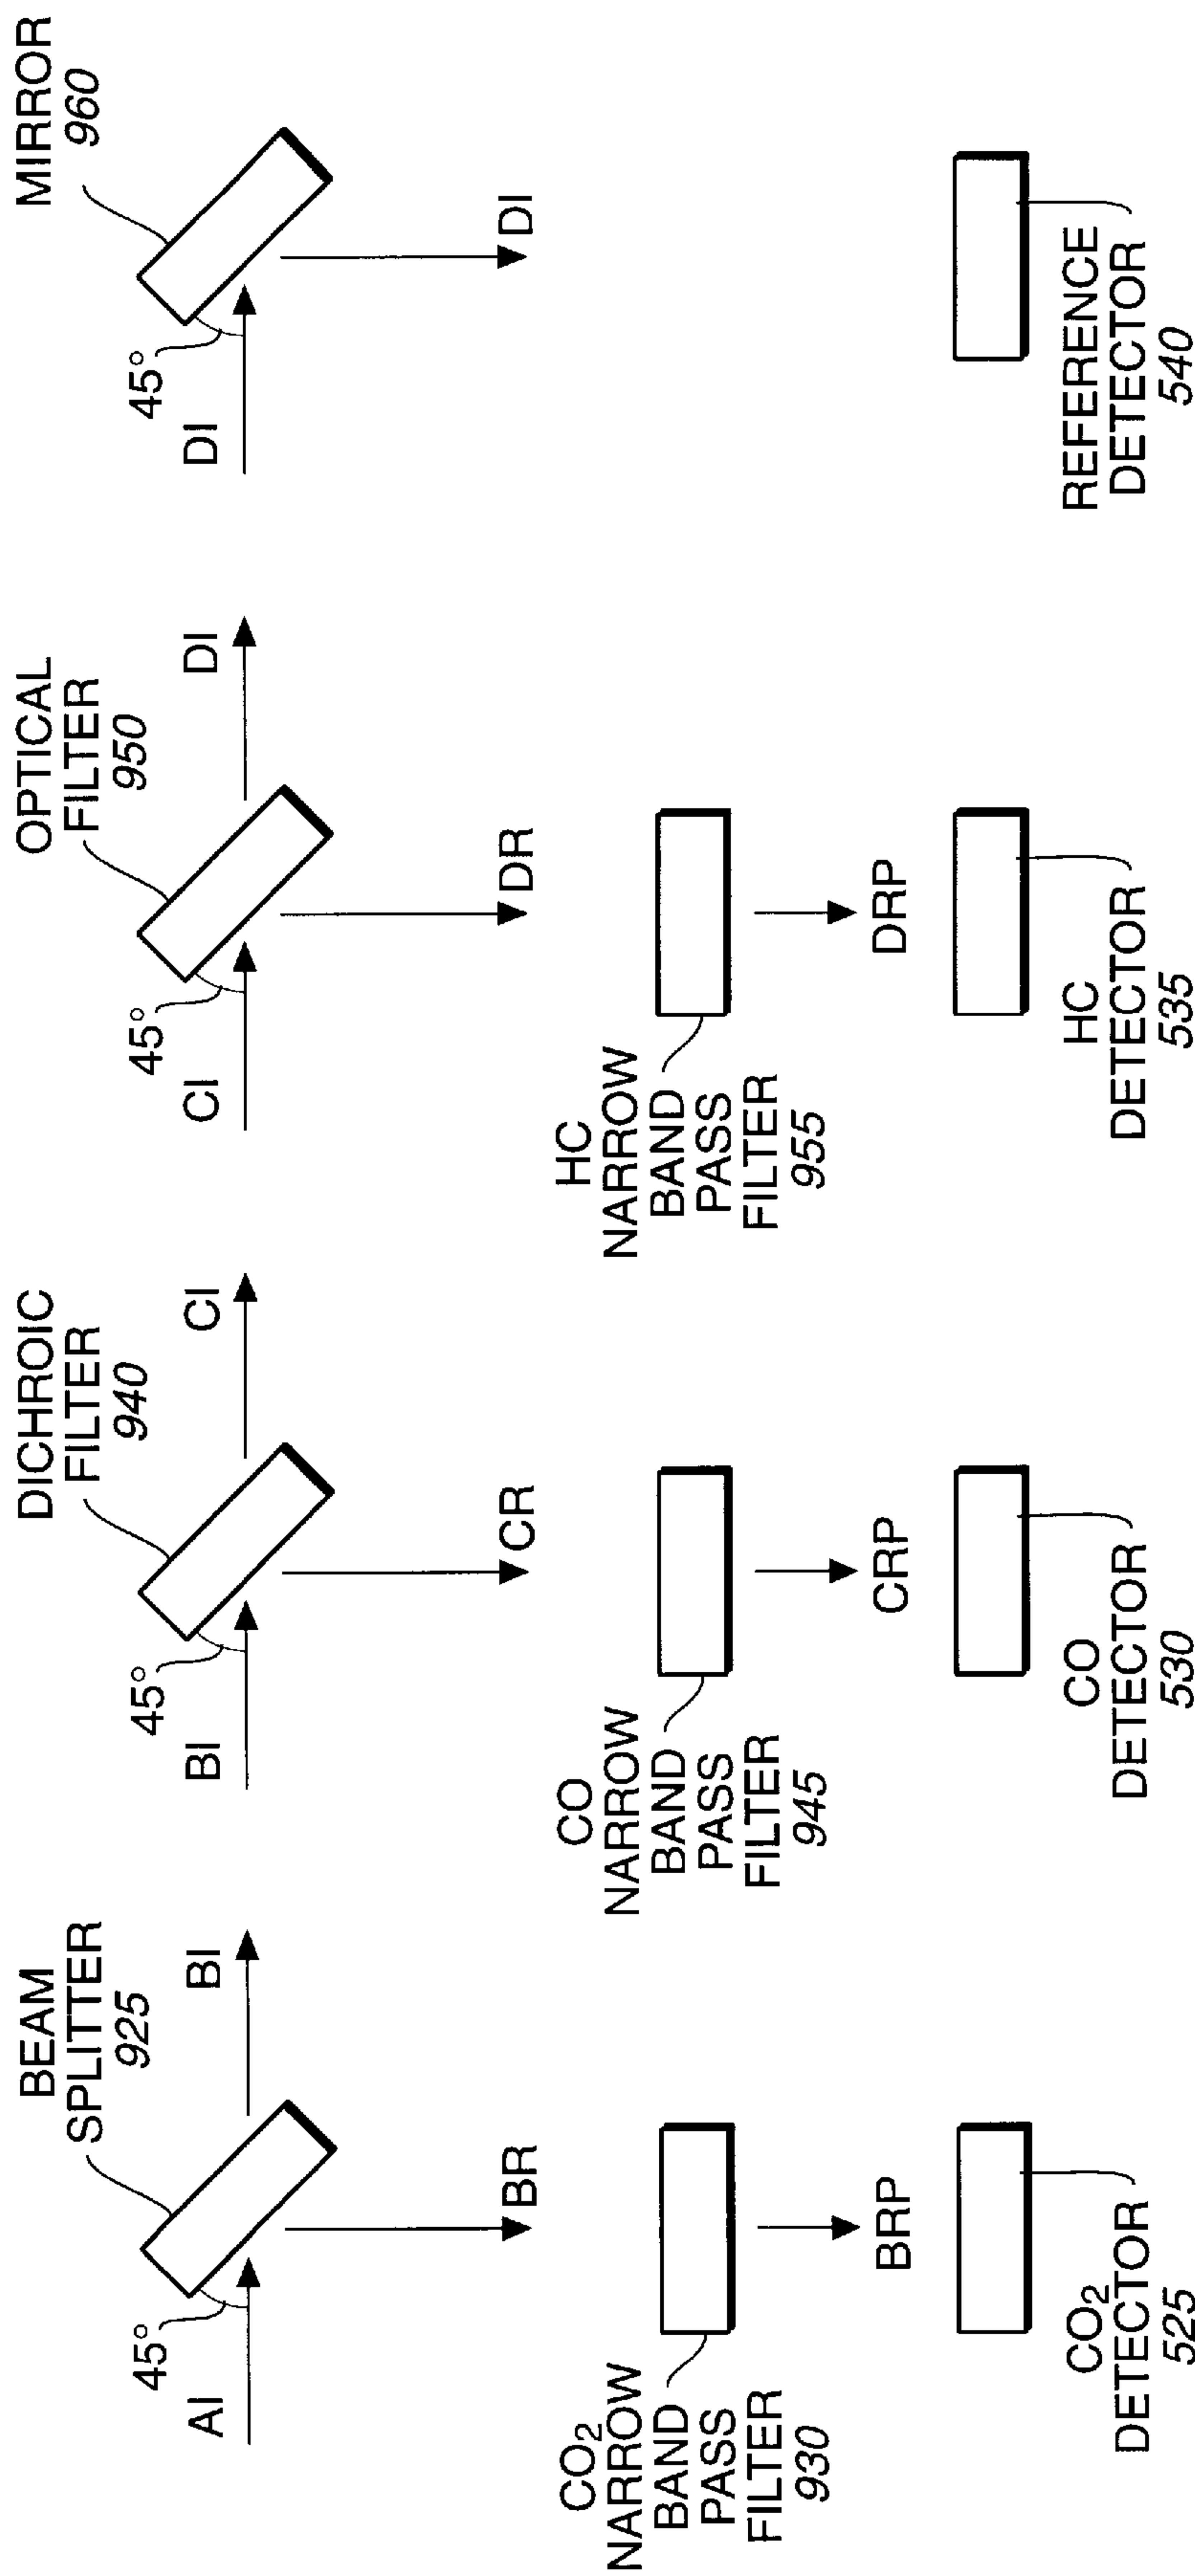 BEAM
SPLITTER
925
45°
AI
BI
BR
CO₂
NARROW
BAND
PASS
FILTER
930
BRP
CO₂
DETECTOR
525
DICHROIC
FILTER
940
45°
BI
CI
CR
CO
NARROW
BAND
PASS
FILTER
945
CRP
CO
DETECTOR
530
OPTICAL
FILTER
950
45°
CI
DI
DR
HC
NARROW
BAND
PASS
FILTER
955
DRP
HC
DETECTOR
535
MIRROR
960
45°
DI
DI
REFERENCE
DETECTOR
540